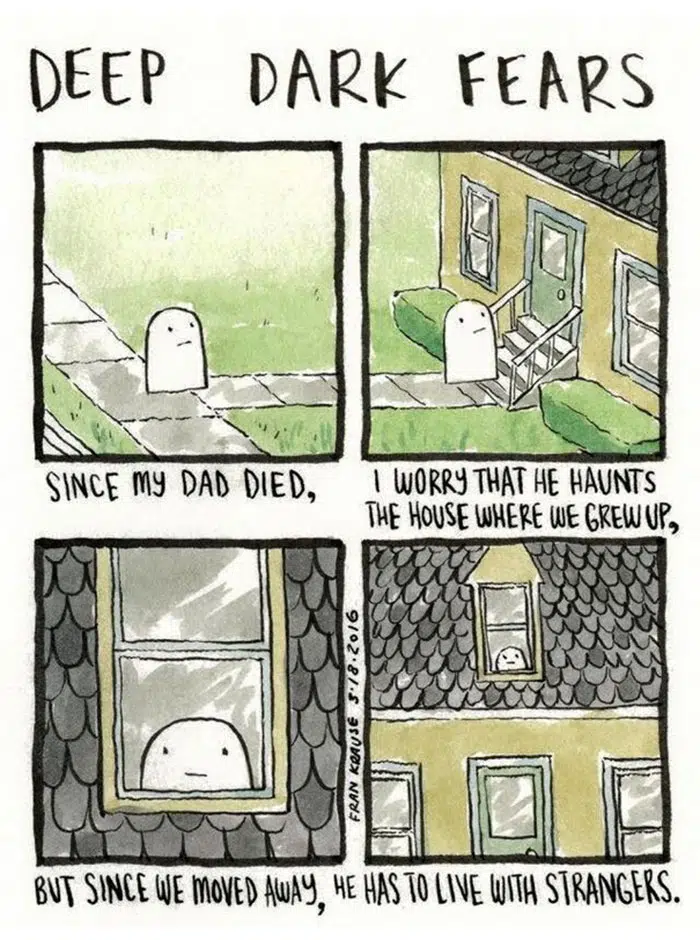 DEEP DARK FEARS
SINCE MY DAD DIED,
I WORRY THAT HE HAUNTS
THE HOUSE WHERE WE GREW UP,
FRAN KRAUSE 5·18·2016
BUT SINCE WE MOVED AWAY, HE HAS TO LIVE WITH STRANGERS.